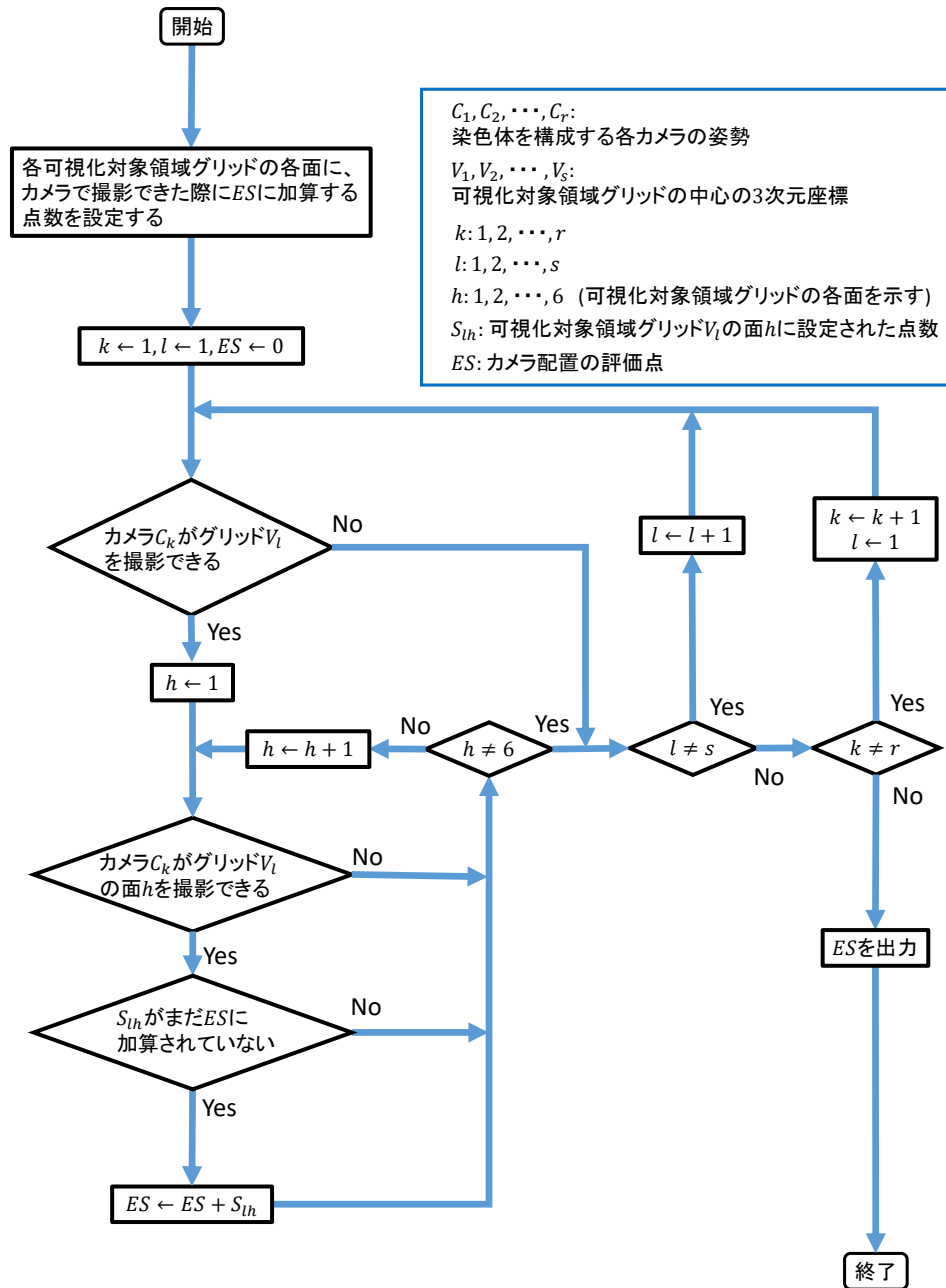 開始
C₁, C₂, ・・・, Cᵣ:
染色体を構成する各カメラの姿勢
V₁, V₂, ・・・, Vₛ:
可視化対象領域グリッドの中心の3次元座標
k: 1, 2, ・・・, r
l: 1, 2, ・・・, s
h: 1, 2, ・・・, 6 (可視化対象領域グリッドの各面を示す)
Sₗₕ: 可視化対象領域グリッドVₗの面hに設定された点数
ES: カメラ配置の評価点
各可視化対象領域グリッドの各面に、
カメラで撮影できた際にESに加算する
点数を設定する
k ← 1, l ← 1, ES ← 0
カメラCₖがグリッドVₗ
を撮影できる
No
Yes
l ← l + 1
k ← k + 1
l ← 1
h ← 1
h ← h + 1
No
h ≠ 6
Yes
l ≠ s
Yes
No
k ≠ r
Yes
No
カメラCₖがグリッドVₗ
の面hを撮影できる
No
Yes
SₗₕがまだESに
加算されていない
No
Yes
ES ← ES + Sₗₕ
ESを出力
終了